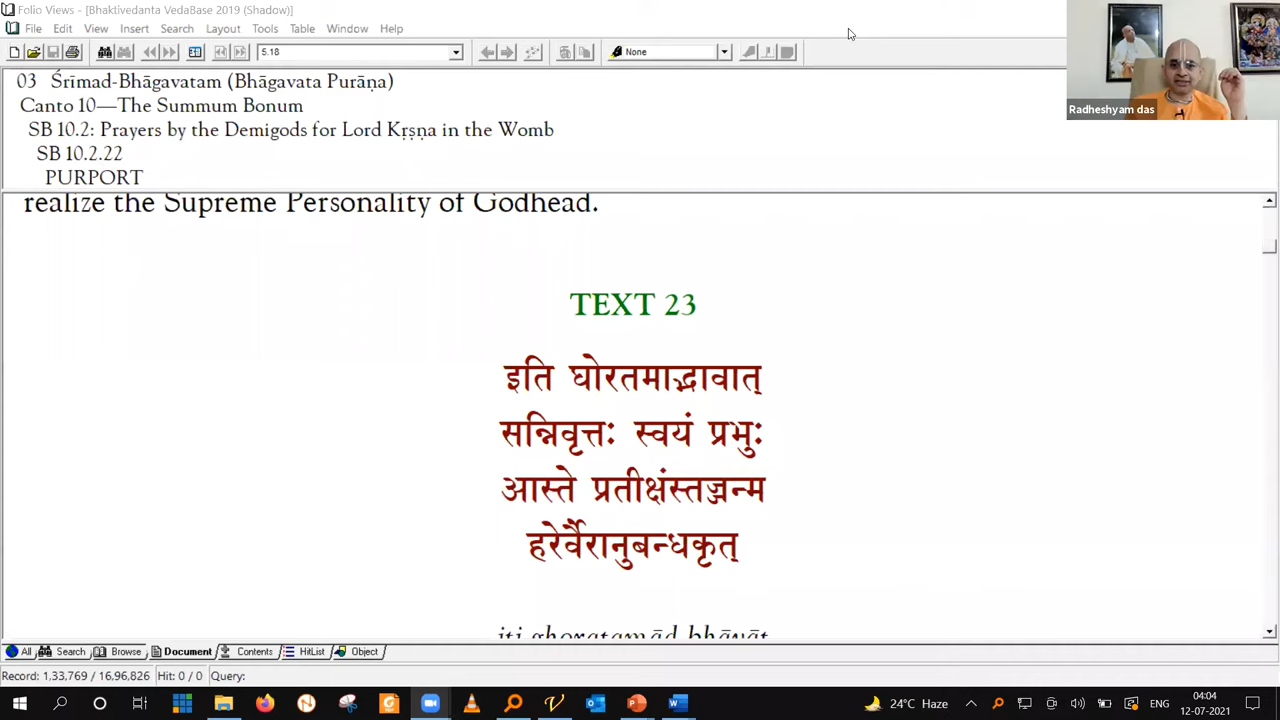 Folio Views - [Bhaktivedanta VedaBase 2019 (Shadow)]
File Edit View Insert Search Layout Tools Table Window Help
5.18 None
03 Śrīmad-Bhāgavatam (Bhāgavata Purāṇa)
Canto 10—The Summum Bonum
SB 10.2: Prayers by the Demigods for Lord Kṛṣṇa in the Womb
SB 10.2.22
PURPORT
Radheshyam das
realize the Supreme Personality of Godhead.
TEXT 23
इति घोरतमाद्भावात्
सन्निवृत्तः स्वयं प्रभुः
आस्ते प्रतीक्षंस्तज्जन्म
हरेर्वैरानुबन्धकृत्
iti ghoratamād bhāvāt
All Search Browse Document Contents HitList Object
Record: 1,33,769 / 16,96,826 Hit: 0 / 0 Query:
24°C Haze ENG 04:04
12-07-2021